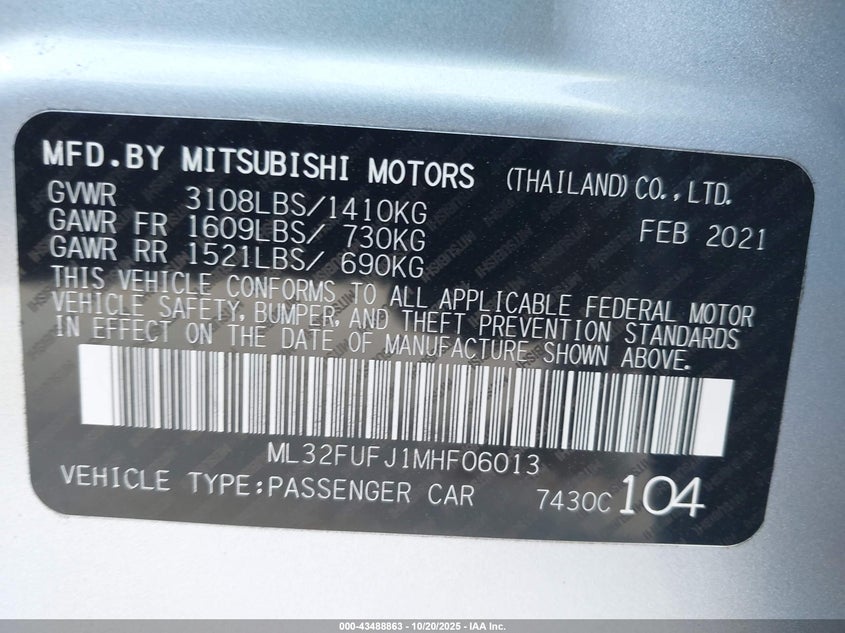 MFD.BY MITSUBISHI MOTORS (THAILAND)CO.,LTD.
GVWR 3108LBS/1410KG FEB 2021
GAWR FR 1609LBS/ 730KG
GAWR RR 1521LBS/ 690KG
THIS VEHICLE CONFORMS TO ALL APPLICABLE FEDERAL MOTOR
VEHICLE SAFETY, BUMPER, AND THEFT PREVENTION STANDARDS
IN EFFECT ON THE DATE OF MANUFACTURE SHOWN ABOVE.
ML32FUFJ1MHF06013
VEHICLE TYPE:PASSENGER CAR 7430C 104
000-43488863 - 10/20/2025 - IAA Inc.